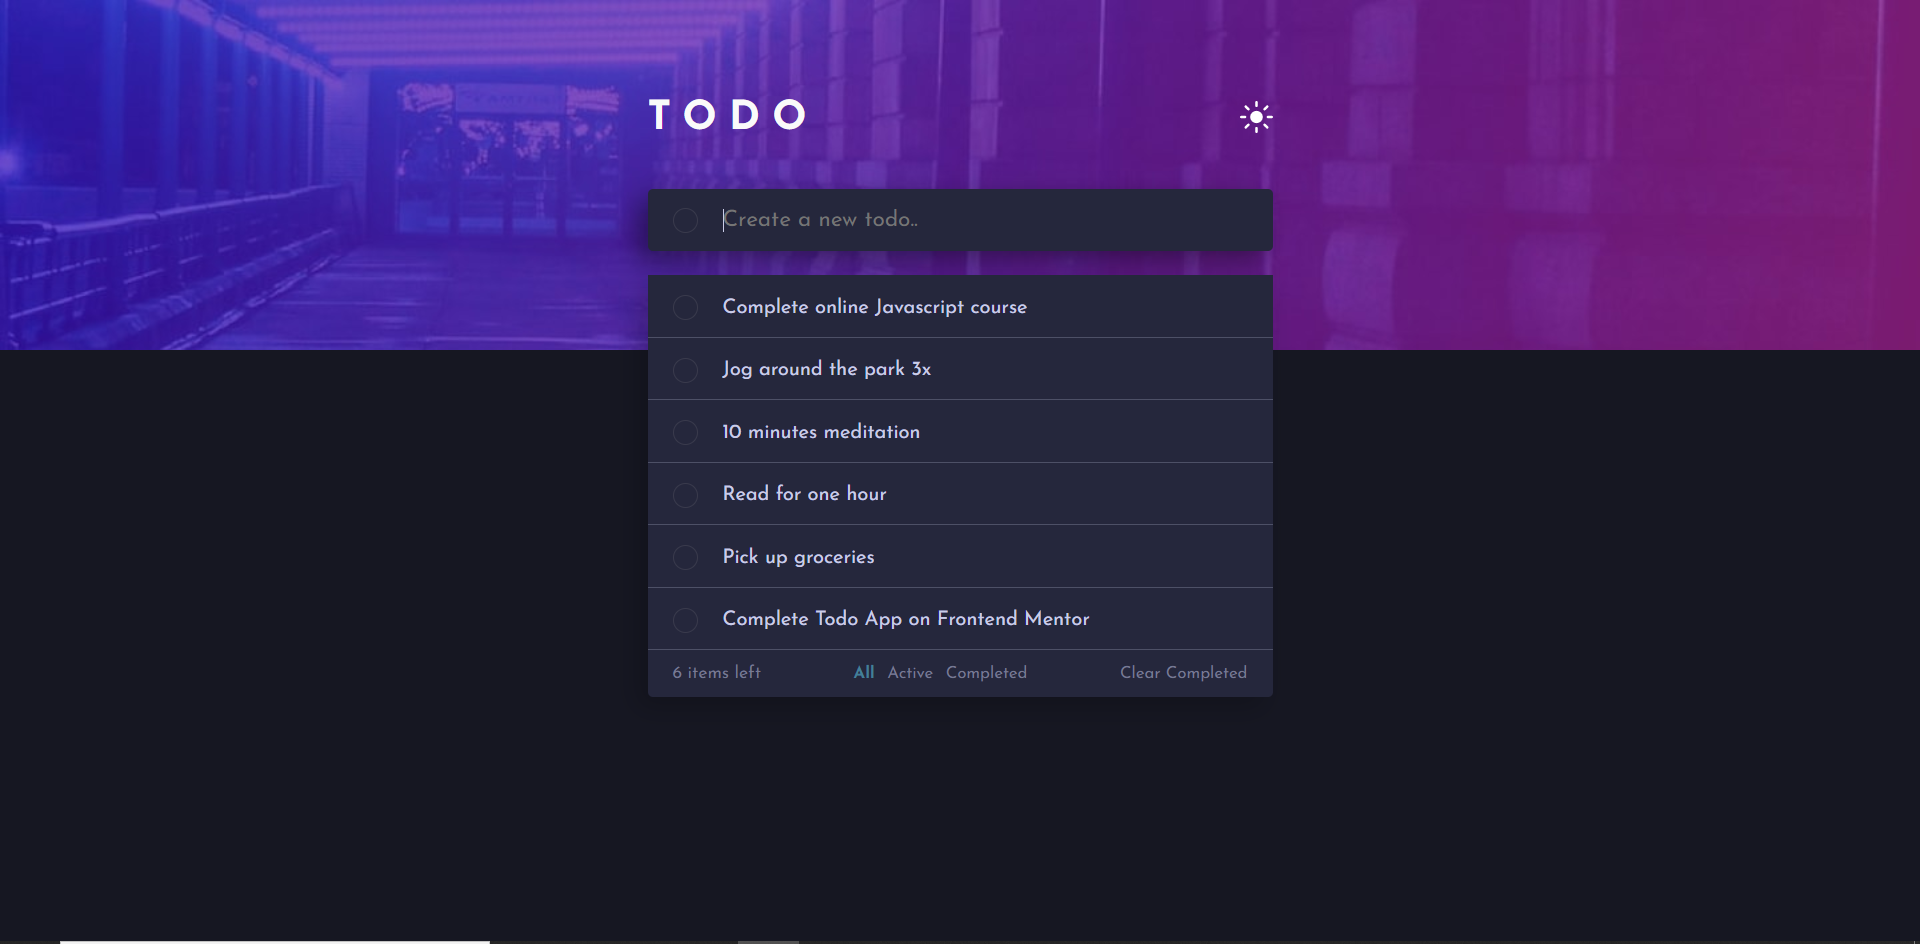 TODO
Create a new todo..
Complete online Javascript course
Jog around the park 3x
10 minutes meditation
Read for one hour
Pick up groceries
Complete Todo App on Frontend Mentor
6 items left All Active Completed Clear Completed